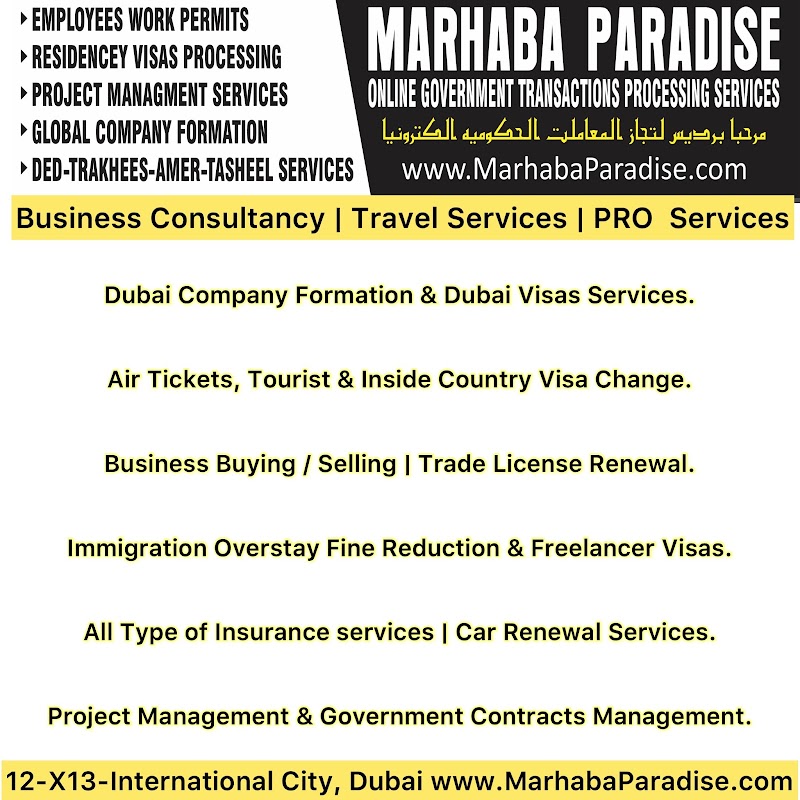 EMPLOYEES WORK PERMITS
RESIDENCEY VISAS PROCESSING
PROJECT MANAGMENT SERVICES
GLOBAL COMPANY FORMATION
DED-TRAKHEES-AMER-TASHEEL SERVICES
MARHABA PARADISE
ONLINE GOVERNMENT TRANSACTIONS PROCESSING SERVICES
مرحبا برديس لتجاز المعاملت الحكوميه الكترونيا
www.MarhabaParadise.com
Business Consultancy | Travel Services | PRO Services
Dubai Company Formation & Dubai Visas Services.
Air Tickets, Tourist & Inside Country Visa Change.
Business Buying / Selling | Trade License Renewal.
Immigration Overstay Fine Reduction & Freelancer Visas.
All Type of Insurance services | Car Renewal Services.
Project Management & Government Contracts Management.
12-X13-International City, Dubai www.MarhabaParadise.com